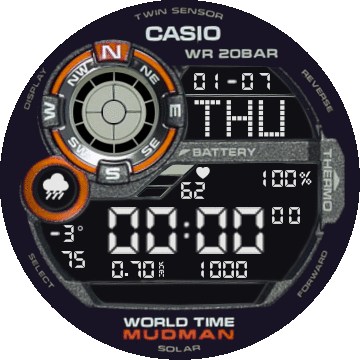 TWIN SENSOR
CASIO
WR 20BAR
DISPLAY
REVERSE
N
NW NE
W E
SW SE
S
01-07
THU
BATTERY
62
100%
THERMO
00:00 00
-3°
75
0.70
1000
SELECT
FORWARD
WORLD TIME
MUDMAN
SOLAR